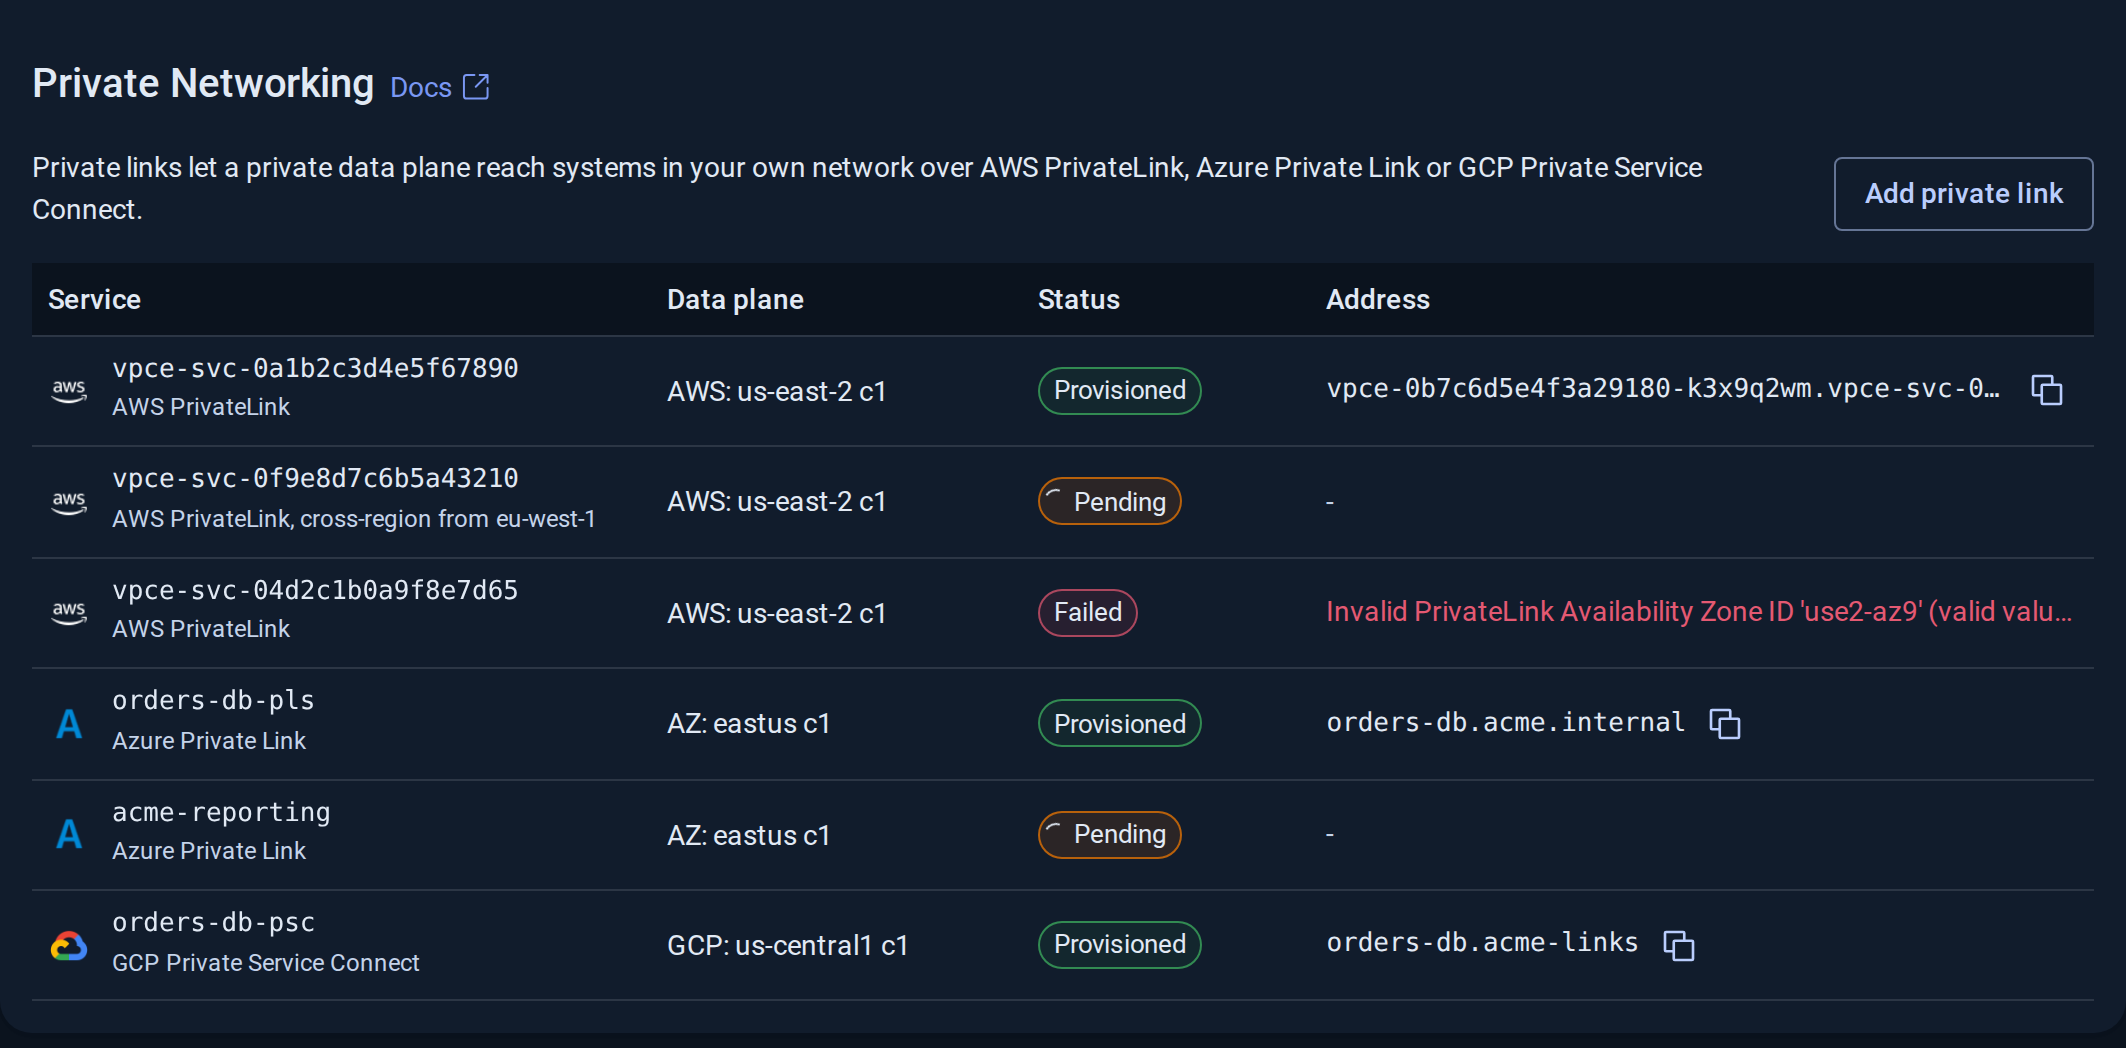 Private Networking Docs
Private links let a private data plane reach systems in your own network over AWS PrivateLink, Azure Private Link or GCP Private Service
Connect.
Add private link
Service Data plane Status Address
aws vpce-svc-0a1b2c3d4e5f67890
AWS PrivateLink
AWS: us-east-2 c1
Provisioned
vpce-0b7c6d5e4f3a29180-k3x9q2wm.vpce-svc-0…
aws vpce-svc-0f9e8d7c6b5a43210
AWS PrivateLink, cross-region from eu-west-1
AWS: us-east-2 c1
Pending
-
aws vpce-svc-04d2c1b0a9f8e7d65
AWS PrivateLink
AWS: us-east-2 c1
Failed
Invalid PrivateLink Availability Zone ID 'use2-az9' (valid valu…
orders-db-pls
Azure Private Link
AZ: eastus c1
Provisioned
orders-db.acme.internal
acme-reporting
Azure Private Link
AZ: eastus c1
Pending
-
orders-db-psc
GCP Private Service Connect
GCP: us-central1 c1
Provisioned
orders-db.acme-links